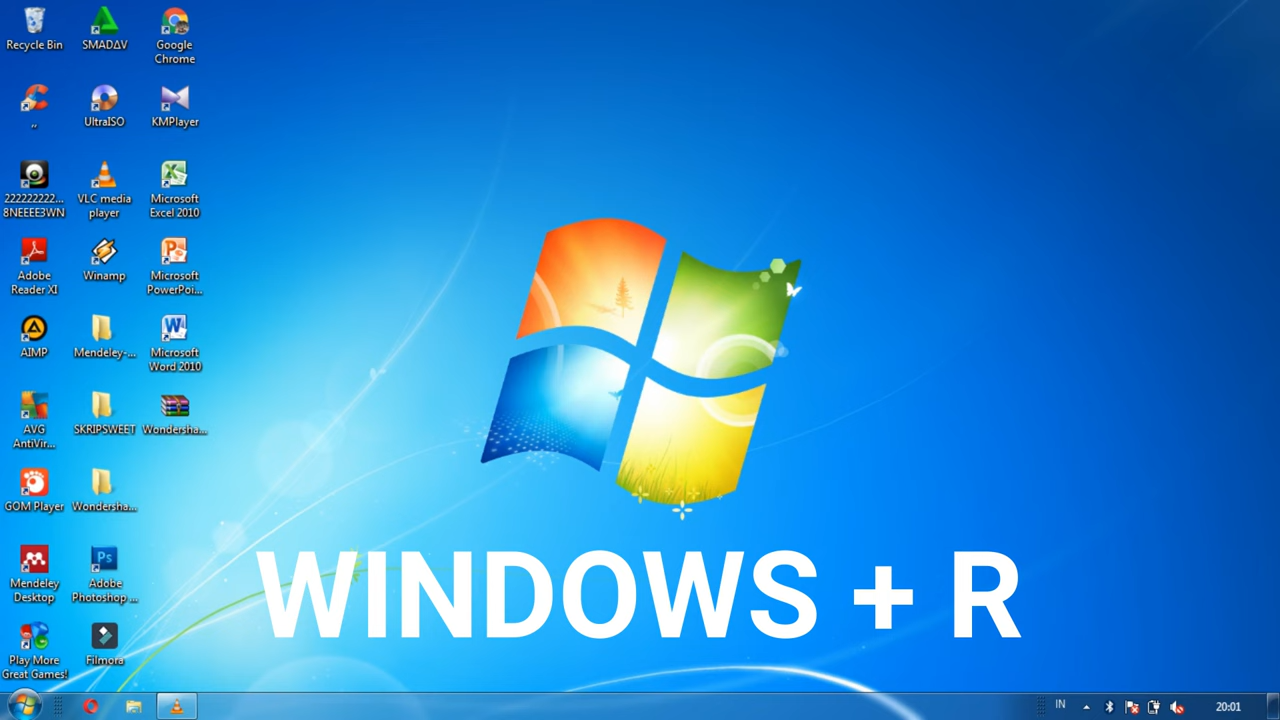 Recycle Bin
SMADΔV
Google
Chrome
,,
UltraISO
KMPlayer
222222222...
8NEEEE3WN
VLC media
player
Microsoft
Excel 2010
Adobe
Reader XI
Winamp
Microsoft
PowerPoi...
AIMP
Mendeley-...
Microsoft
Word 2010
AVG
AntiVir...
SKRIPSWEET
Wondersha...
GOM Player
Wondersha...
Mendeley
Desktop
Ps
Adobe
Photoshop ...
Play More
Great Games!
Filmora
WINDOWS + R
IN
20:01